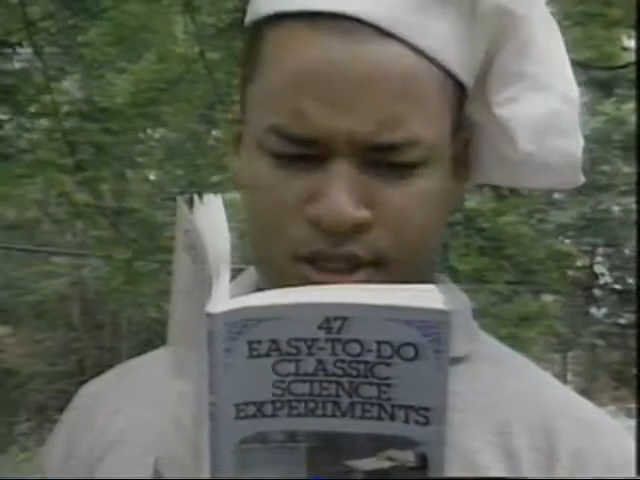 47
EASY-TO-DO
CLASSIC
SCIENCE
EXPERIMENTS